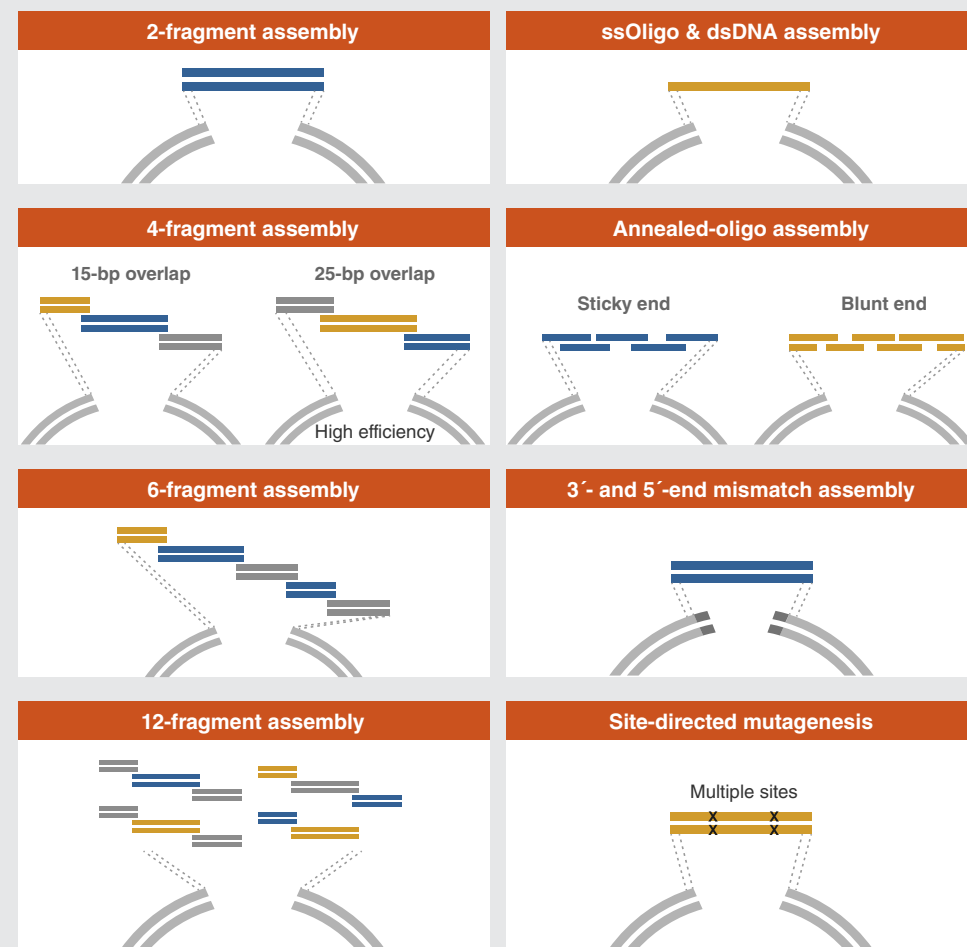 2-fragment assembly
ssOligo & dsDNA assembly
4-fragment assembly
15-bp overlap
25-bp overlap
High efficiency
Annealed-oligo assembly
Sticky end
Blunt end
6-fragment assembly
3´- and 5´-end mismatch assembly
12-fragment assembly
Site-directed mutagenesis
Multiple sites
X X
X X